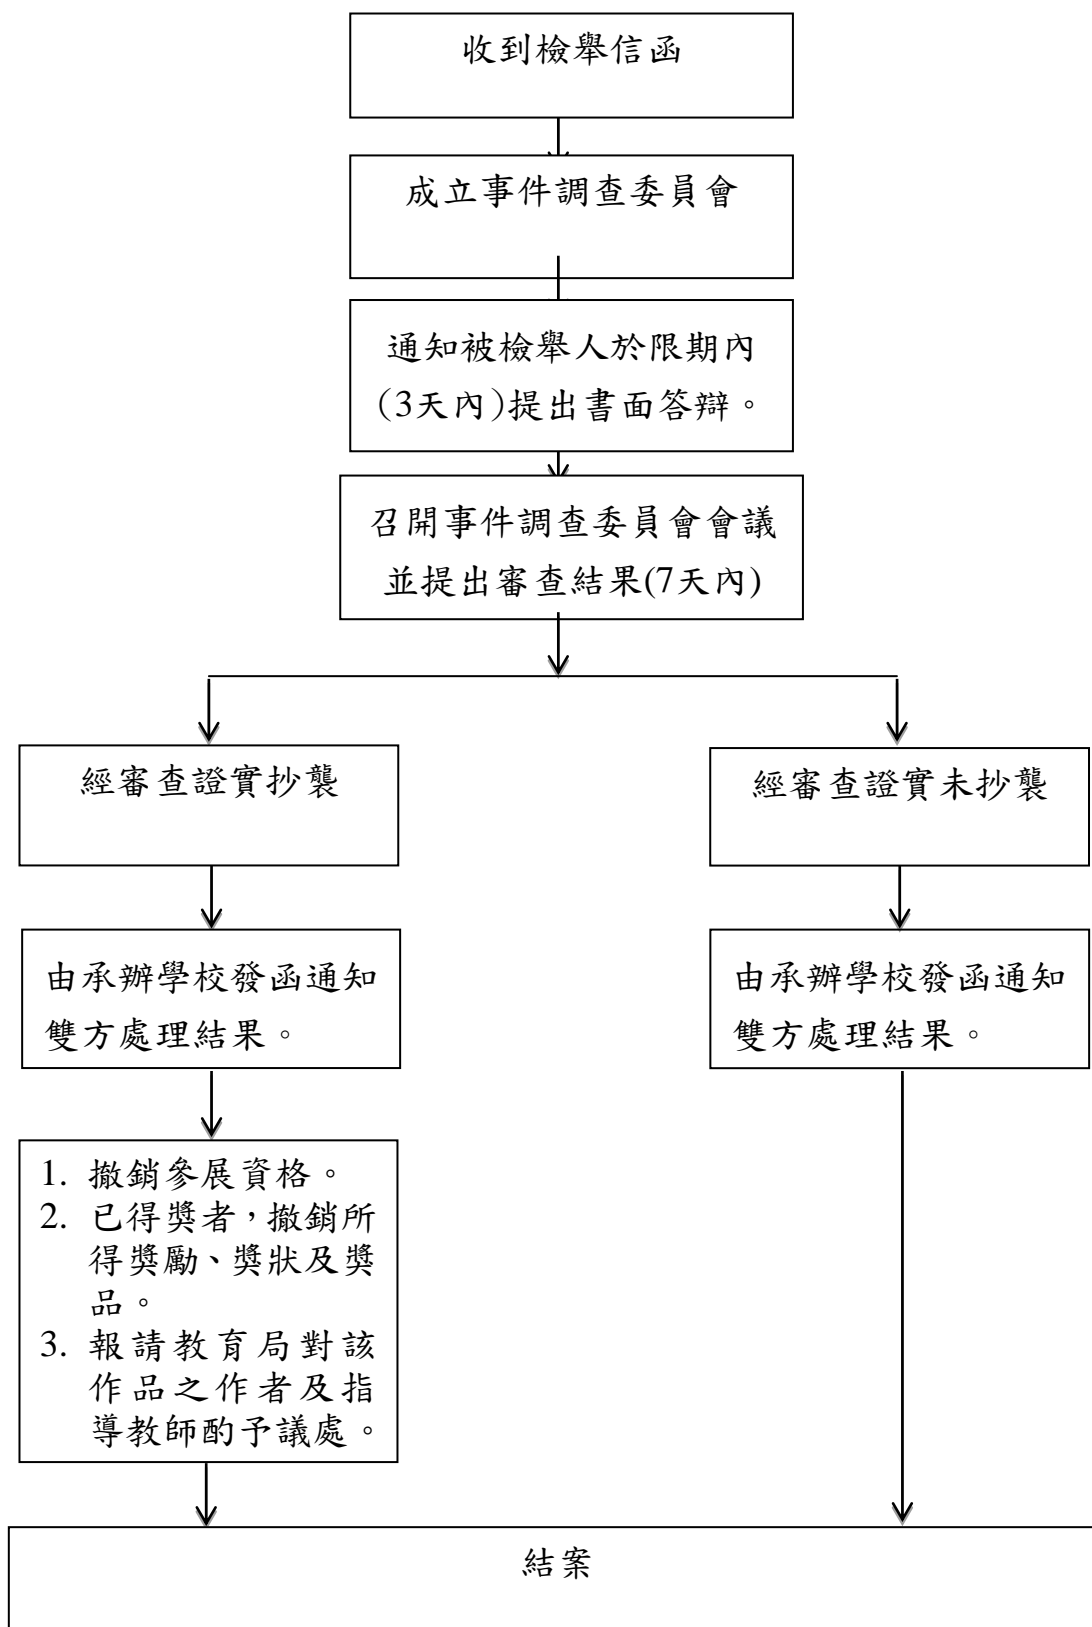 收到檢舉信函
成立事件調查委員會
通知被檢舉人於限期內
(3天內)提出書面答辯。
召開事件調查委員會會議
並提出審查結果(7天內)
經審查證實抄襲
經審查證實未抄襲
由承辦學校發函通知
雙方處理結果。
由承辦學校發函通知
雙方處理結果。
1. 撤銷參展資格。
2. 已得獎者,撤銷所
得獎勵、獎狀及獎
品。
3. 報請教育局對該
作品之作者及指
導教師酌予議處。
結案